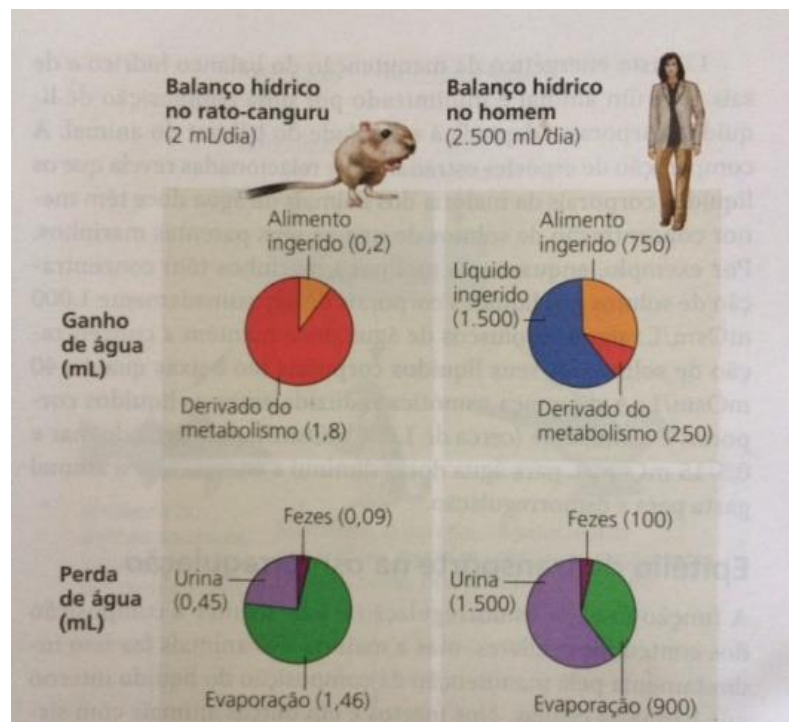 Balanço hídrico
no rato-canguru
(2 mL/dia)
Balanço hídrico
no homem
(2.500 mL/dia)
Ganho
de água
(mL)
Alimento
ingerido (0,2)
Derivado do
metabolismo (1,8)
Alimento
ingerido (750)
Líquido
ingerido
(1.500)
Derivado do
metabolismo (250)
Perda
de água
(mL)
Fezes (0,09)
Urina
(0,45)
Evaporação (1,46)
Fezes (100)
Urina
(1.500)
Evaporação (900)